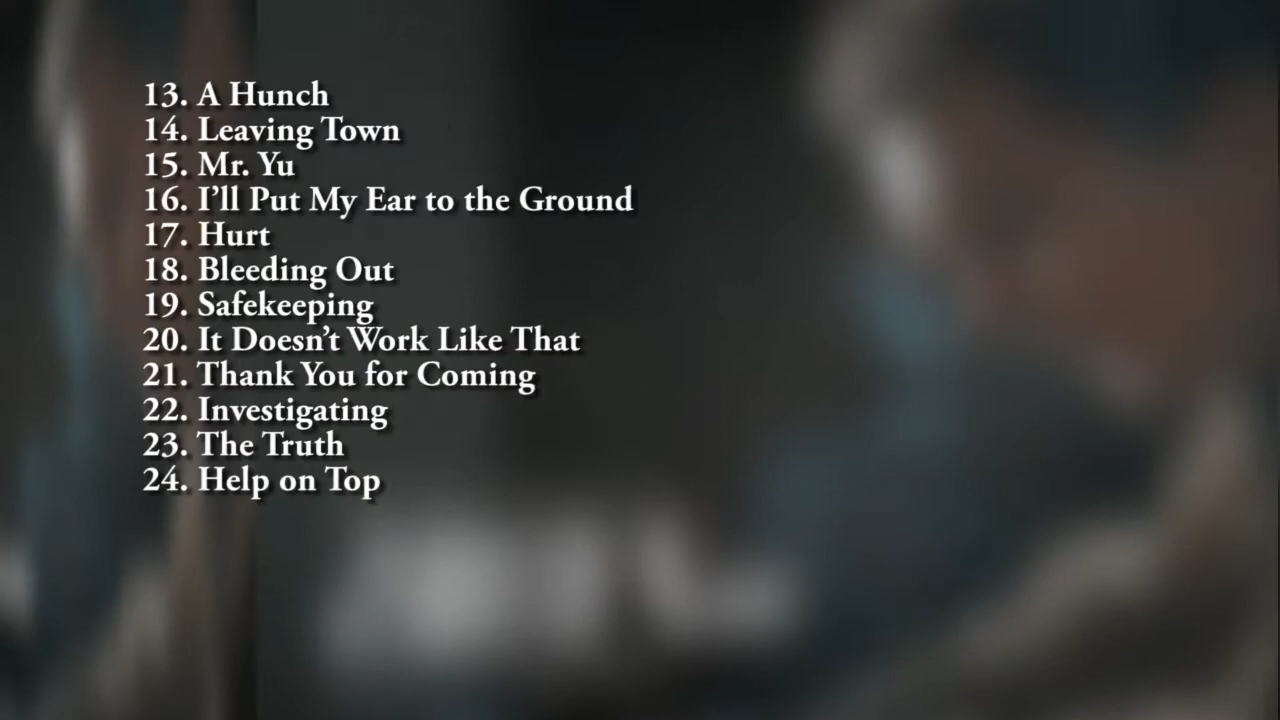 13. A Hunch
14. Leaving Town
15. Mr. Yu
16. I’ll Put My Ear to the Ground
17. Hurt
18. Bleeding Out
19. Safekeeping
20. It Doesn’t Work Like That
21. Thank You for Coming
22. Investigating
23. The Truth
24. Help on Top